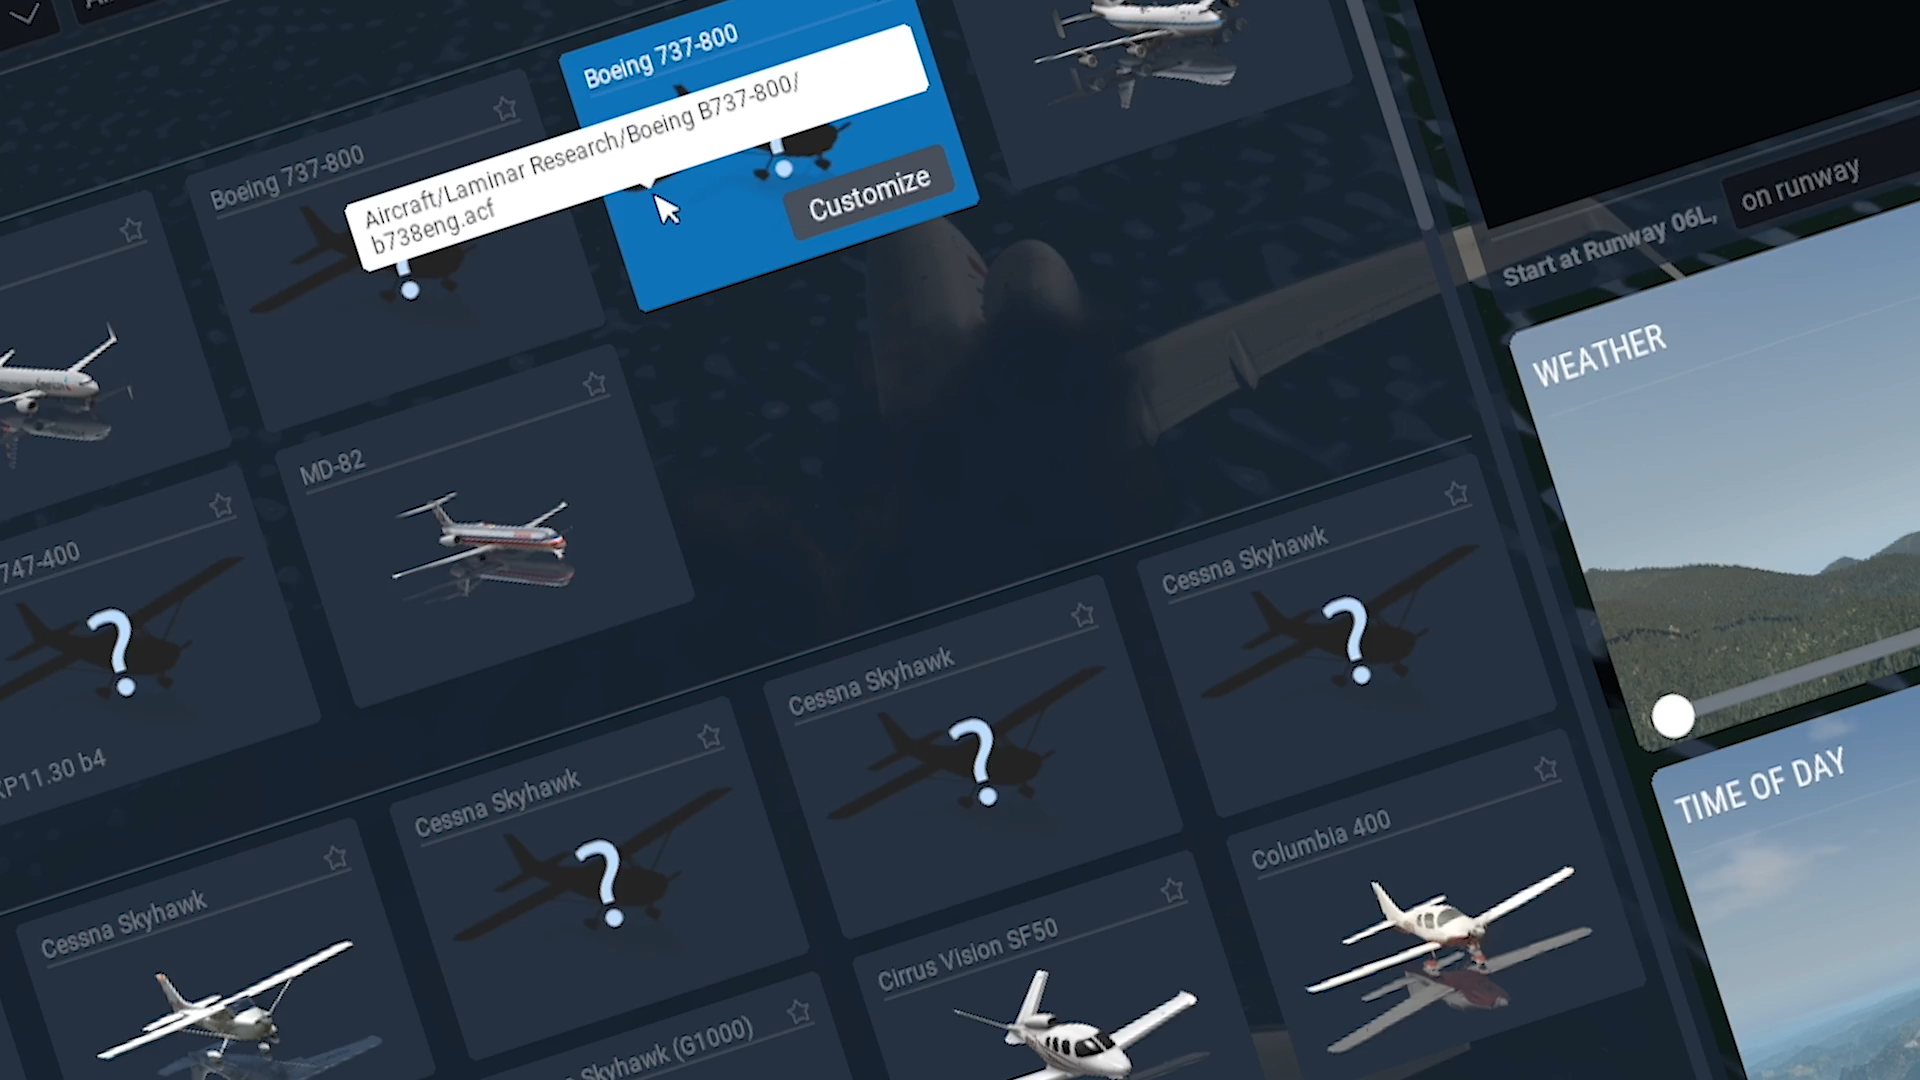 Boeing 737-800
Aircraft/Laminar Research/Boeing B737-800/
b738eng.acf
Customize
Boeing 737-800
on runway
Start at Runway 06L,
WEATHER
MD-82
747-400
XP11.30 b4
Cessna Skyhawk
Cessna Skyhawk
Cessna Skyhawk
Cessna Skyhawk
TIME OF DAY
Columbia 400
Cirrus Vision SF50
Skyhawk (G1000)